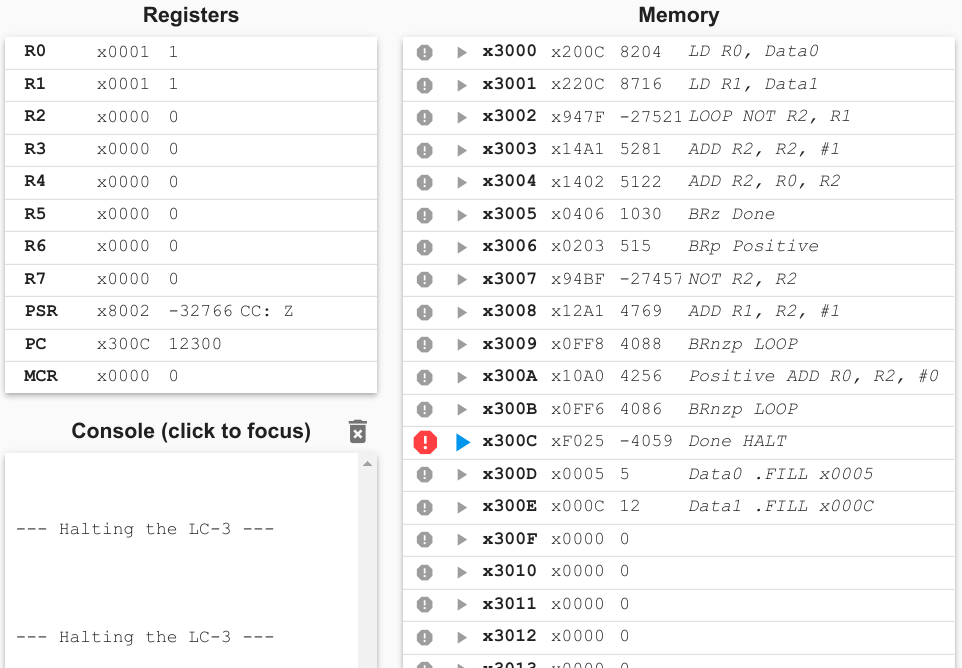 Registers
R0 x0001 1
R1 x0001 1
R2 x0000 0
R3 x0000 0
R4 x0000 0
R5 x0000 0
R6 x0000 0
R7 x0000 0
PSR x8002 -32766 CC: Z
PC x300C 12300
MCR x0000 0
Console (click to focus)
--- Halting the LC-3 ---
--- Halting the LC-3 ---
Memory
x3000 x200C 8204 LD R0, Data0
x3001 x220C 8716 LD R1, Data1
x3002 x947F -27521 LOOP NOT R2, R1
x3003 x14A1 5281 ADD R2, R2, #1
x3004 x1402 5122 ADD R2, R0, R2
x3005 x0406 1030 BRz Done
x3006 x0203 515 BRp Positive
x3007 x94BF -27457 NOT R2, R2
x3008 x12A1 4769 ADD R1, R2, #1
x3009 x0FF8 4088 BRnzp LOOP
x300A x10A0 4256 Positive ADD R0, R2, #0
x300B x0FF6 4086 BRnzp LOOP
x300C xF025 -4059 Done HALT
x300D x0005 5 Data0 .FILL x0005
x300E x000C 12 Data1 .FILL x000C
x300F x0000 0
x3010 x0000 0
x3011 x0000 0
x3012 x0000 0
x3013 x0000 0